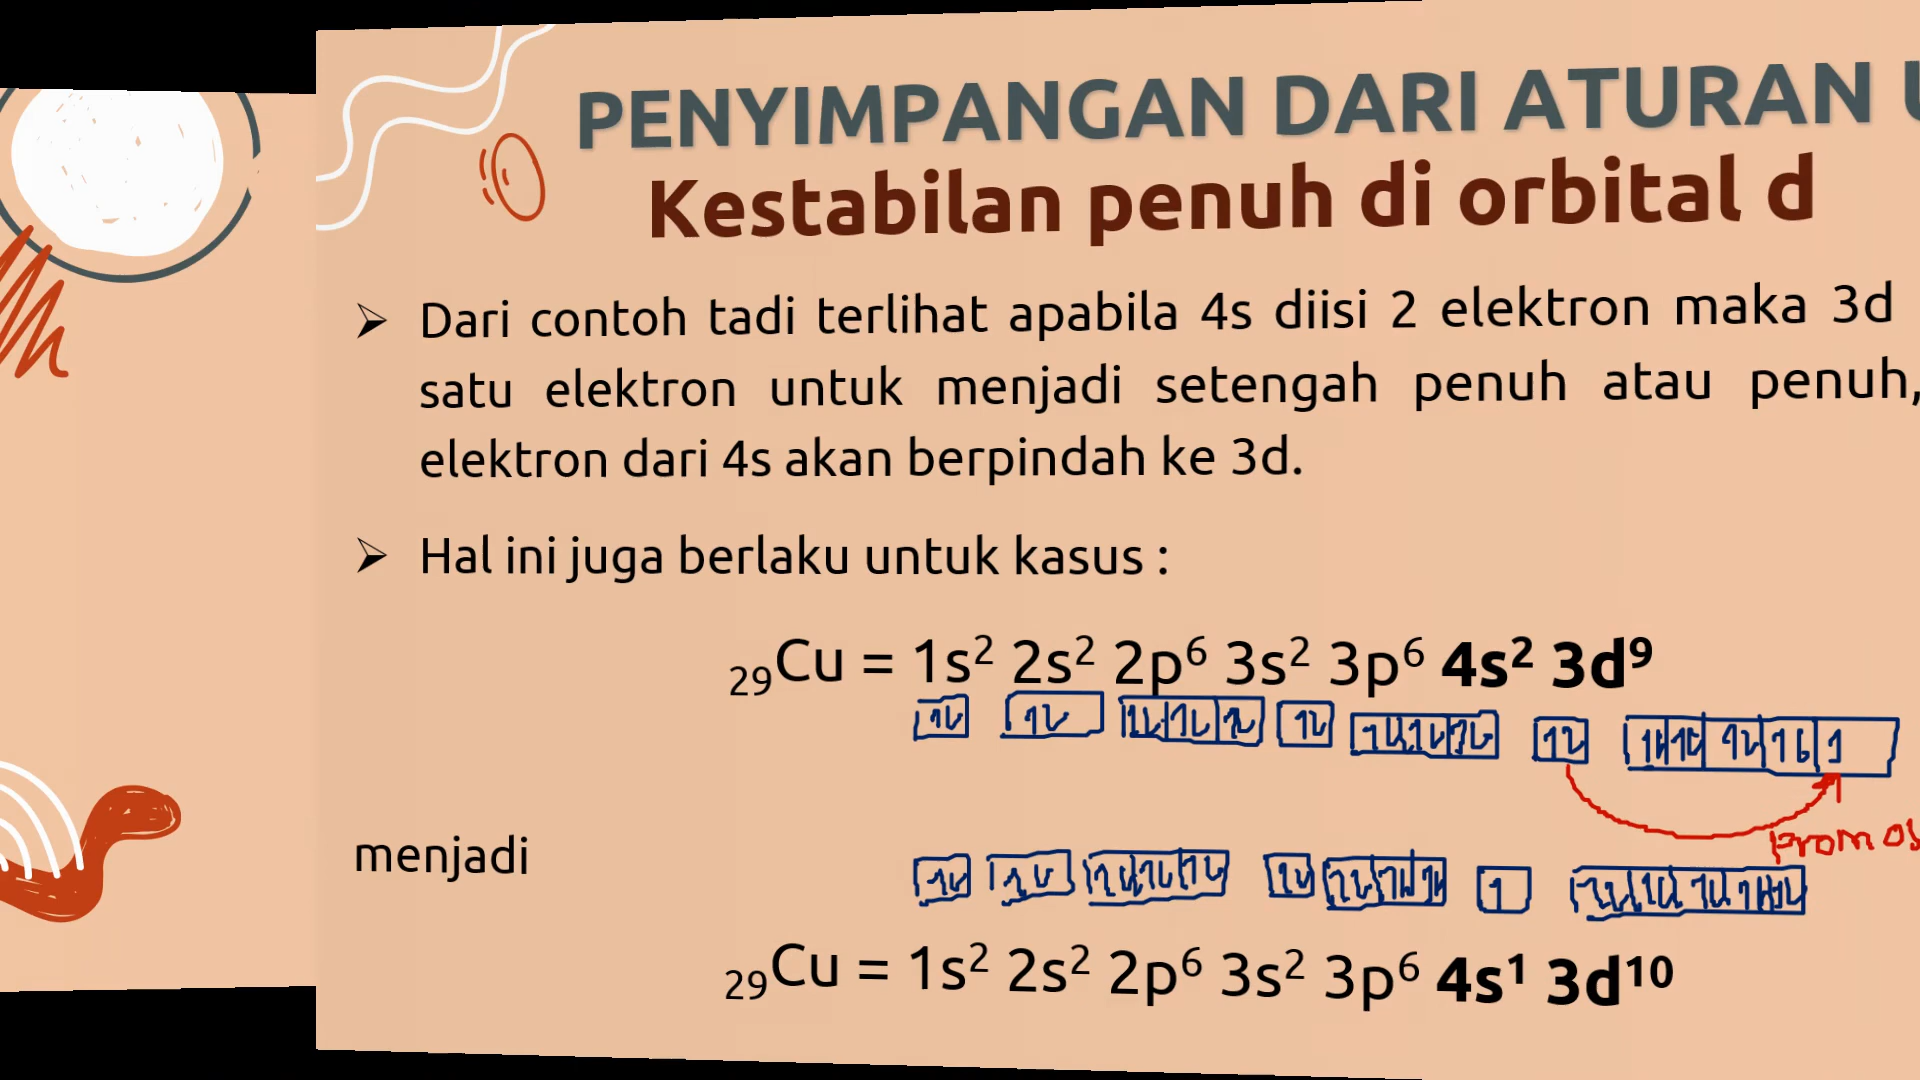 PENYIMPANGAN DARI ATURAN
Kestabilan penuh di orbital d
➢ Dari contoh tadi terlihat apabila 4s diisi 2 elektron maka 3d
satu elektron untuk menjadi setengah penuh atau penuh,
elektron dari 4s akan berpindah ke 3d.
➢ Hal ini juga berlaku untuk kasus :
₂₉Cu = 1s² 2s² 2p⁶ 3s² 3p⁶ 4s² 3d⁹
menjadi
₂₉Cu = 1s² 2s² 2p⁶ 3s² 3p⁶ 4s¹ 3d¹⁰